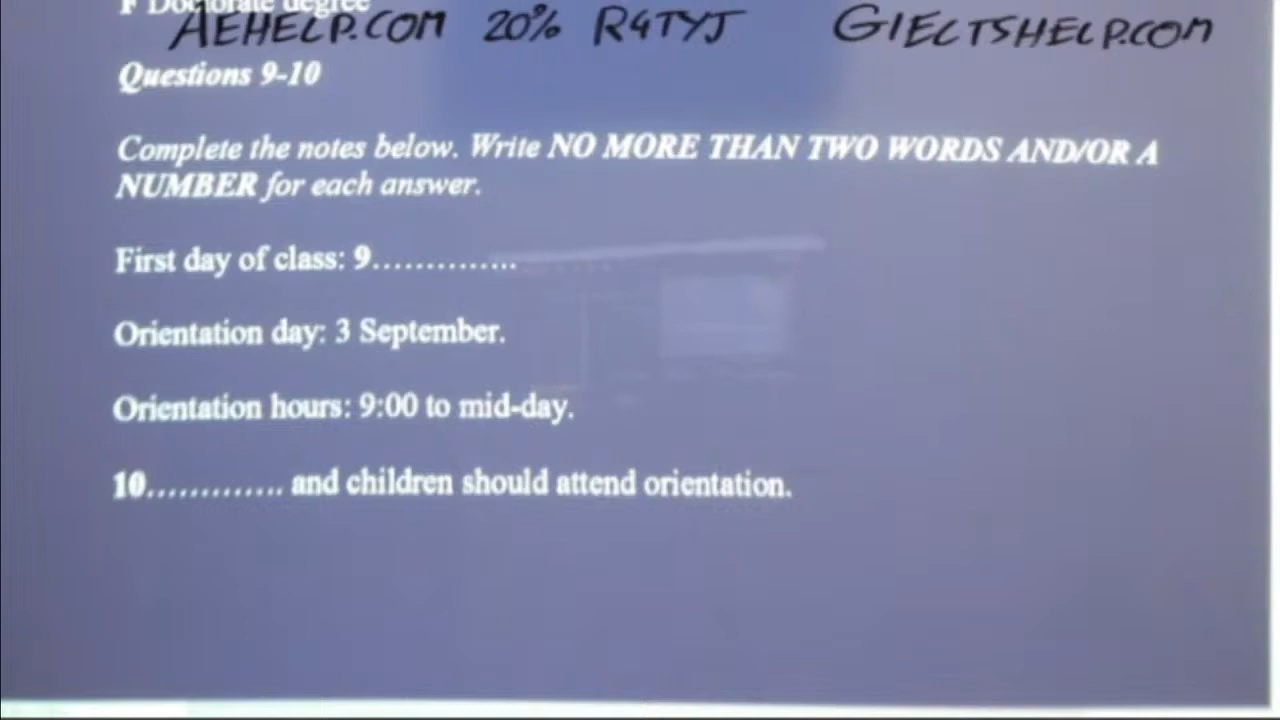 F Doctorate degree
AEHELP.COM 20% R4TYJ GIELTSHELP.COM
Questions 9-10
Complete the notes below. Write NO MORE THAN TWO WORDS AND/OR A
NUMBER for each answer.
First day of class: 9..............
Orientation day: 3 September.
Orientation hours: 9:00 to mid-day.
10............. and children should attend orientation.